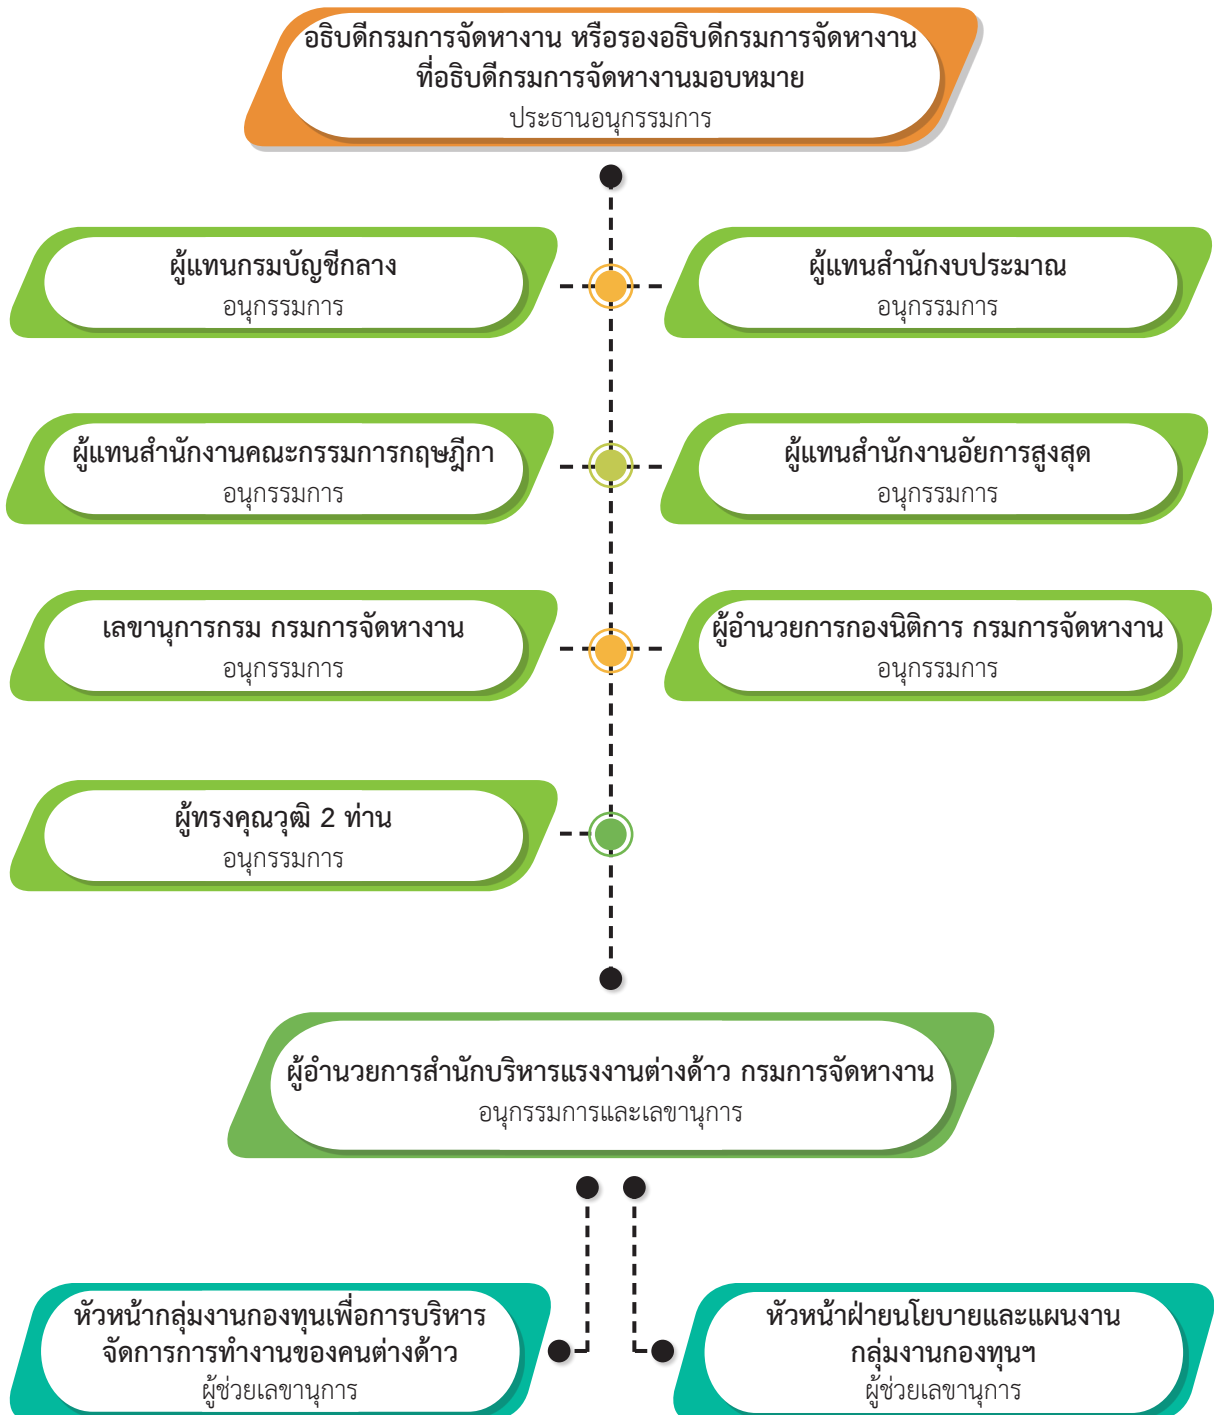 อธิบดีกรมการจัดหางาน หรือรองอธิบดีกรมการจัดหางาน
ที่อธิบดีกรมการจัดหางานมอบหมาย
ประธานอนุกรรมการ
ผู้แทนกรมบัญชีกลาง
อนุกรรมการ
ผู้แทนสำนักงบประมาณ
อนุกรรมการ
ผู้แทนสำนักงานคณะกรรมการกฤษฎีกา
อนุกรรมการ
ผู้แทนสำนักงานอัยการสูงสุด
อนุกรรมการ
เลขานุการกรม กรมการจัดหางาน
อนุกรรมการ
ผู้อำนวยการกองนิติการ กรมการจัดหางาน
อนุกรรมการ
ผู้ทรงคุณวุฒิ 2 ท่าน
อนุกรรมการ
ผู้อำนวยการสำนักบริหารแรงงานต่างด้าว กรมการจัดหางาน
อนุกรรมการและเลขานุการ
หัวหน้ากลุ่มงานกองทุนเพื่อการบริหาร
จัดการการทำงานของคนต่างด้าว
ผู้ช่วยเลขานุการ
หัวหน้าฝ่ายนโยบายและแผนงาน
กลุ่มงานกองทุนฯ
ผู้ช่วยเลขานุการ